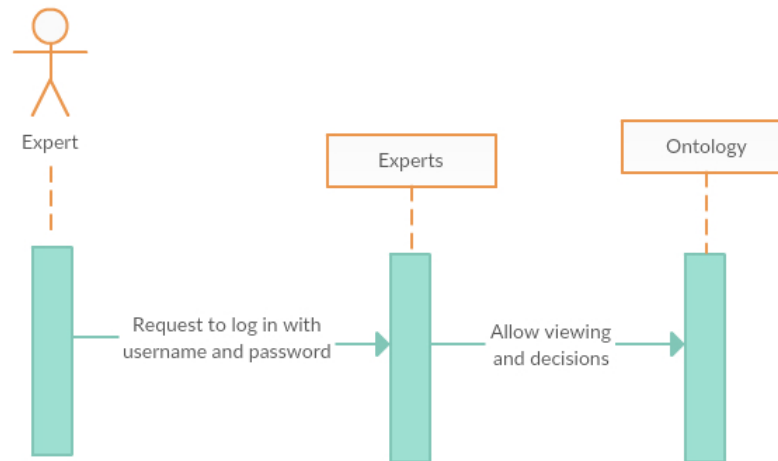 Expert
Experts
Ontology
Request to log in with
username and password
Allow viewing
and decisions